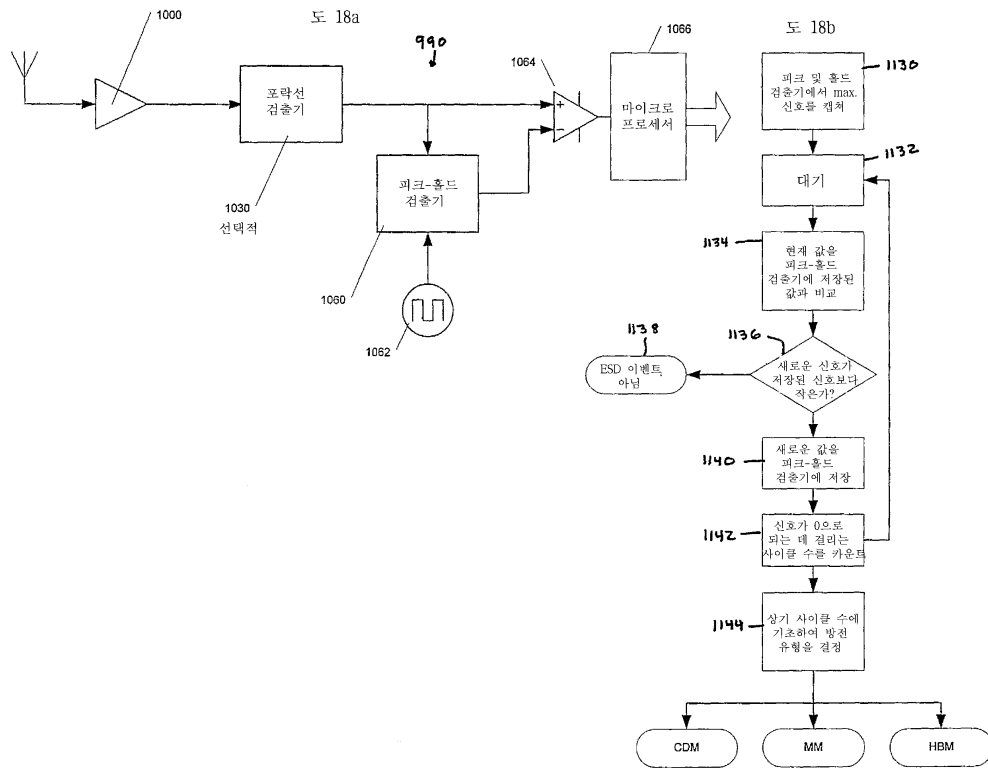 도 18a
1000
990
포락선
검출기
1030
선택적
피크-홀드
검출기
1060
1062
1064
1066
마이크로
프로세서
+
−
도 18b
1130
피크 및 홀드
검출기에서 max.
신호를 캡쳐
1132
대기
1134
현재 값을
피크-홀드
검출기에 저장된
값과 비교
1136
새로운 신호가
저장된 신호보다
작은가?
1138
ESD 이벤트
아님
1140
새로운 값을
피크-홀드
검출기에 저장
1142
신호가 0으로
되는 데 걸리는
사이클 수를 카운트
1144
상기 사이클 수에
기초하여 방전
유형을 결정
CDM
MM
HBM